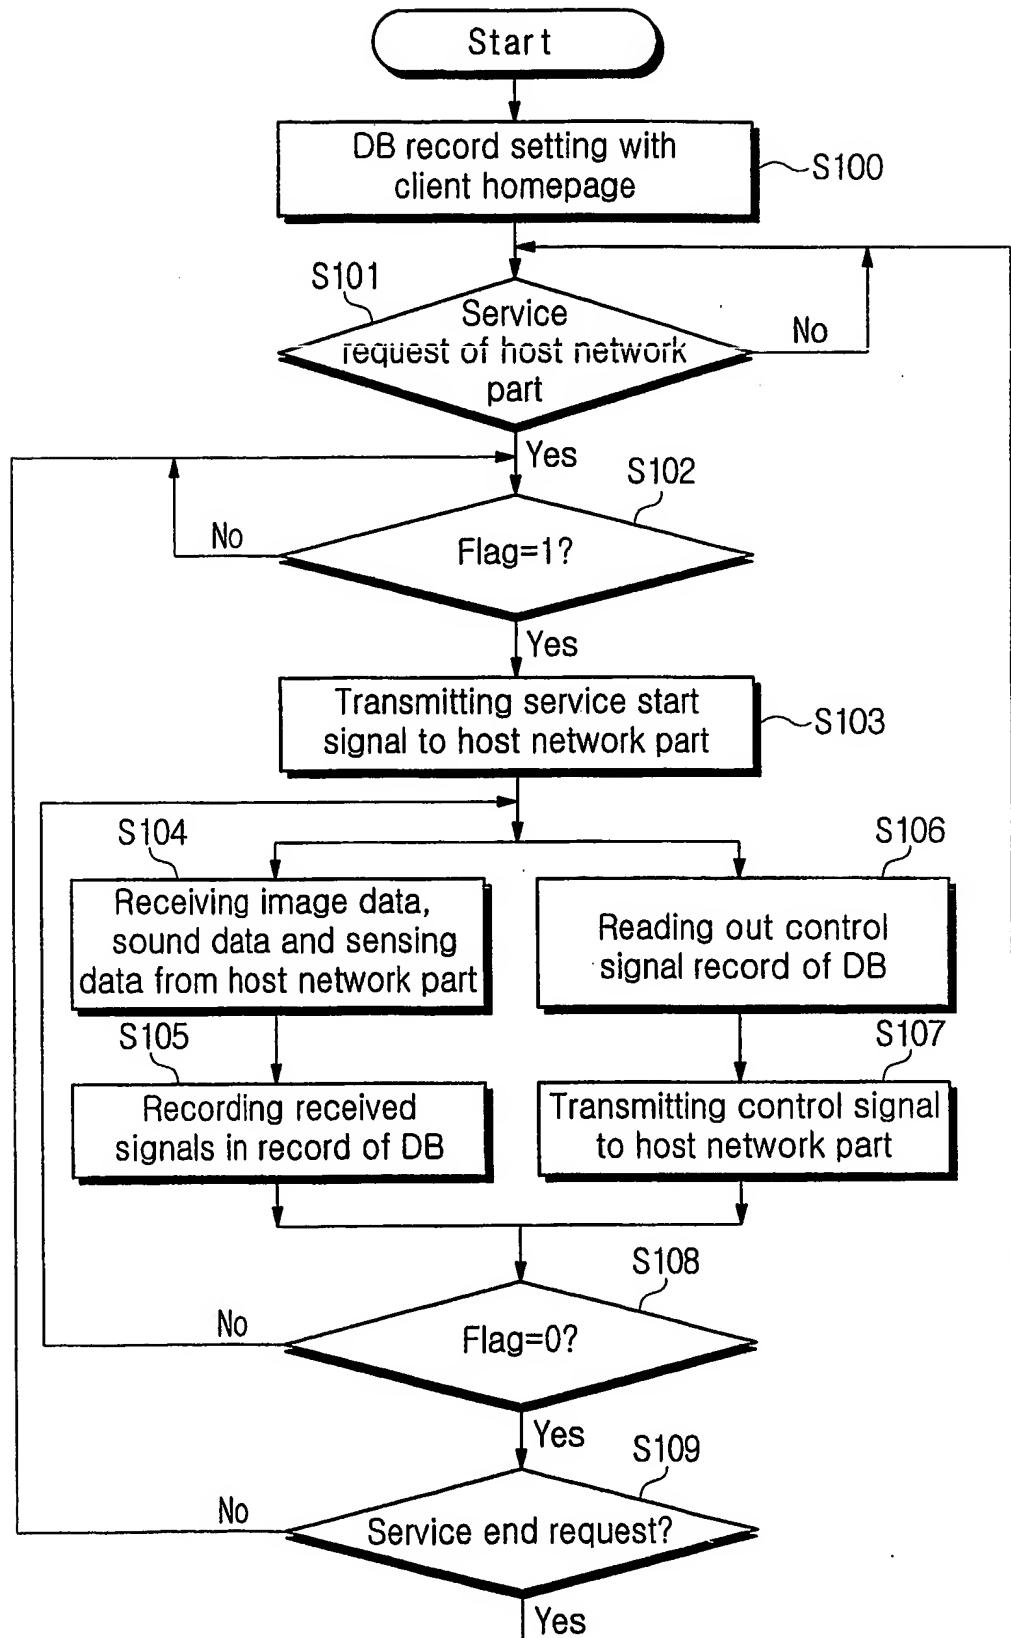 Start
DB record setting with
client homepage
S100
S101
Service
request of host network
part
No
Yes
S102
No
Flag=1?
Yes
Transmitting service start
signal to host network part
S103
S104
S106
Receiving image data,
sound data and sensing
data from host network part
Reading out control
signal record of DB
S105
S107
Recording received
signals in record of DB
Transmitting control signal
to host network part
S108
No
Flag=0?
Yes
S109
No
Service end request?
Yes